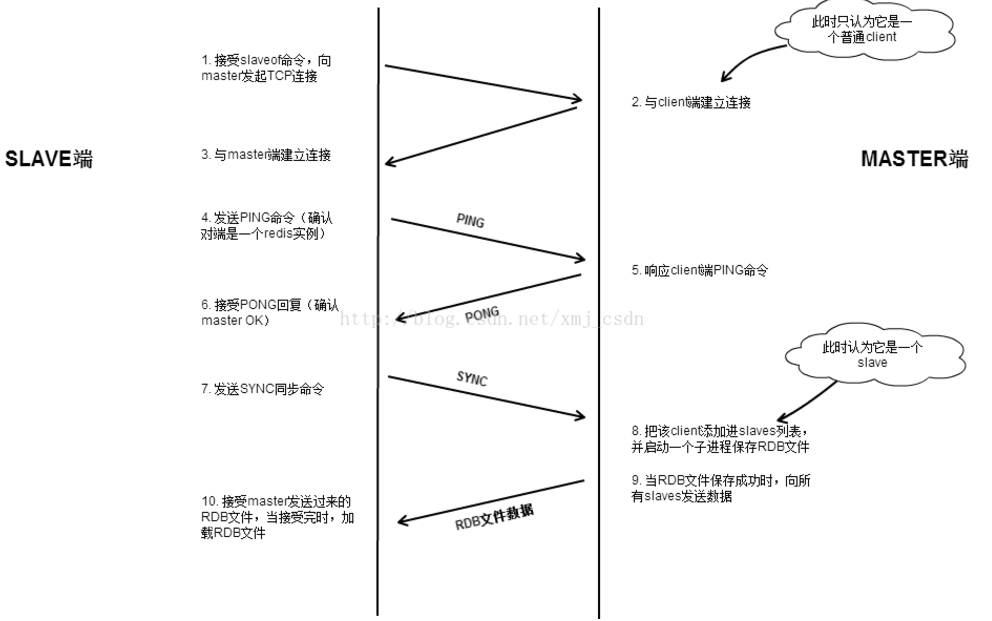 此时只认为它是一
个普通client
1. 接受slaveof命令，向
master发起TCP连接
2. 与client端建立连接
SLAVE端
3. 与master端建立连接
MASTER端
4. 发送PING命令（确认
对端是一个redis实例）
PING
5. 响应client端PING命令
6. 接受PONG回复（确认
master OK）
PONG
http://blog.csdn.net/xmj_csdn
此时认为它是一个
slave
7. 发送SYNC同步命令
SYNC
8. 把该client添加进slaves列表，
并启动一个子进程保存RDB文件
9. 当RDB文件保存成功时，向所
有slaves发送数据
10. 接受master发送过来的
RDB文件，当接受完时，加
载RDB文件
RDB文件数据